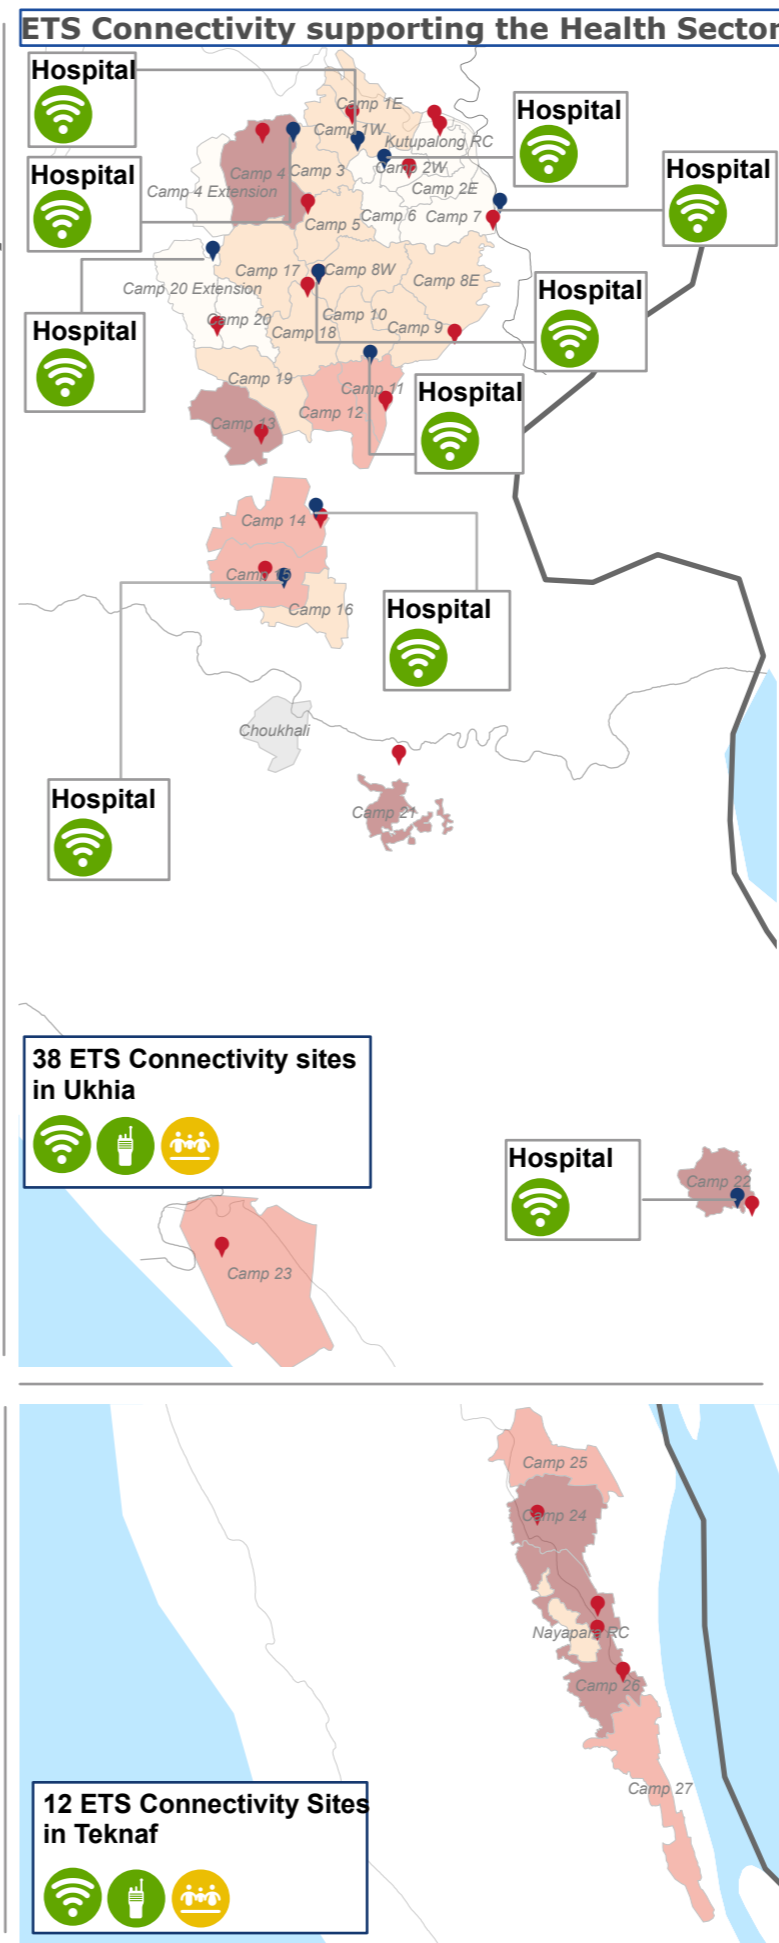 ETS Connectivity supporting the Health Sector
Hospital
Camp 1E
Camp 1W
Hospital
Kutupalong RC
Hospital
Camp 4
Camp 3
Camp 2W
Hospital
Camp 4 Extension
Camp 2E
Camp 5
Camp 6
Camp 7
Camp 17
Camp 8W
Camp 8E
Camp 20 Extension
Hospital
Hospital
Camp 20
Camp 18
Camp 10
Camp 9
Camp 19
Camp 12
Camp 11
Hospital
Camp 13
Camp 14
Camp 15
Camp 16
Hospital
Choukhali
Hospital
Camp 21
38 ETS Connectivity sites
in Ukhia
Hospital
Camp 22
Camp 23
Camp 25
Camp 24
Nayapara RC
Camp 26
Camp 27
12 ETS Connectivity Sites
in Teknaf